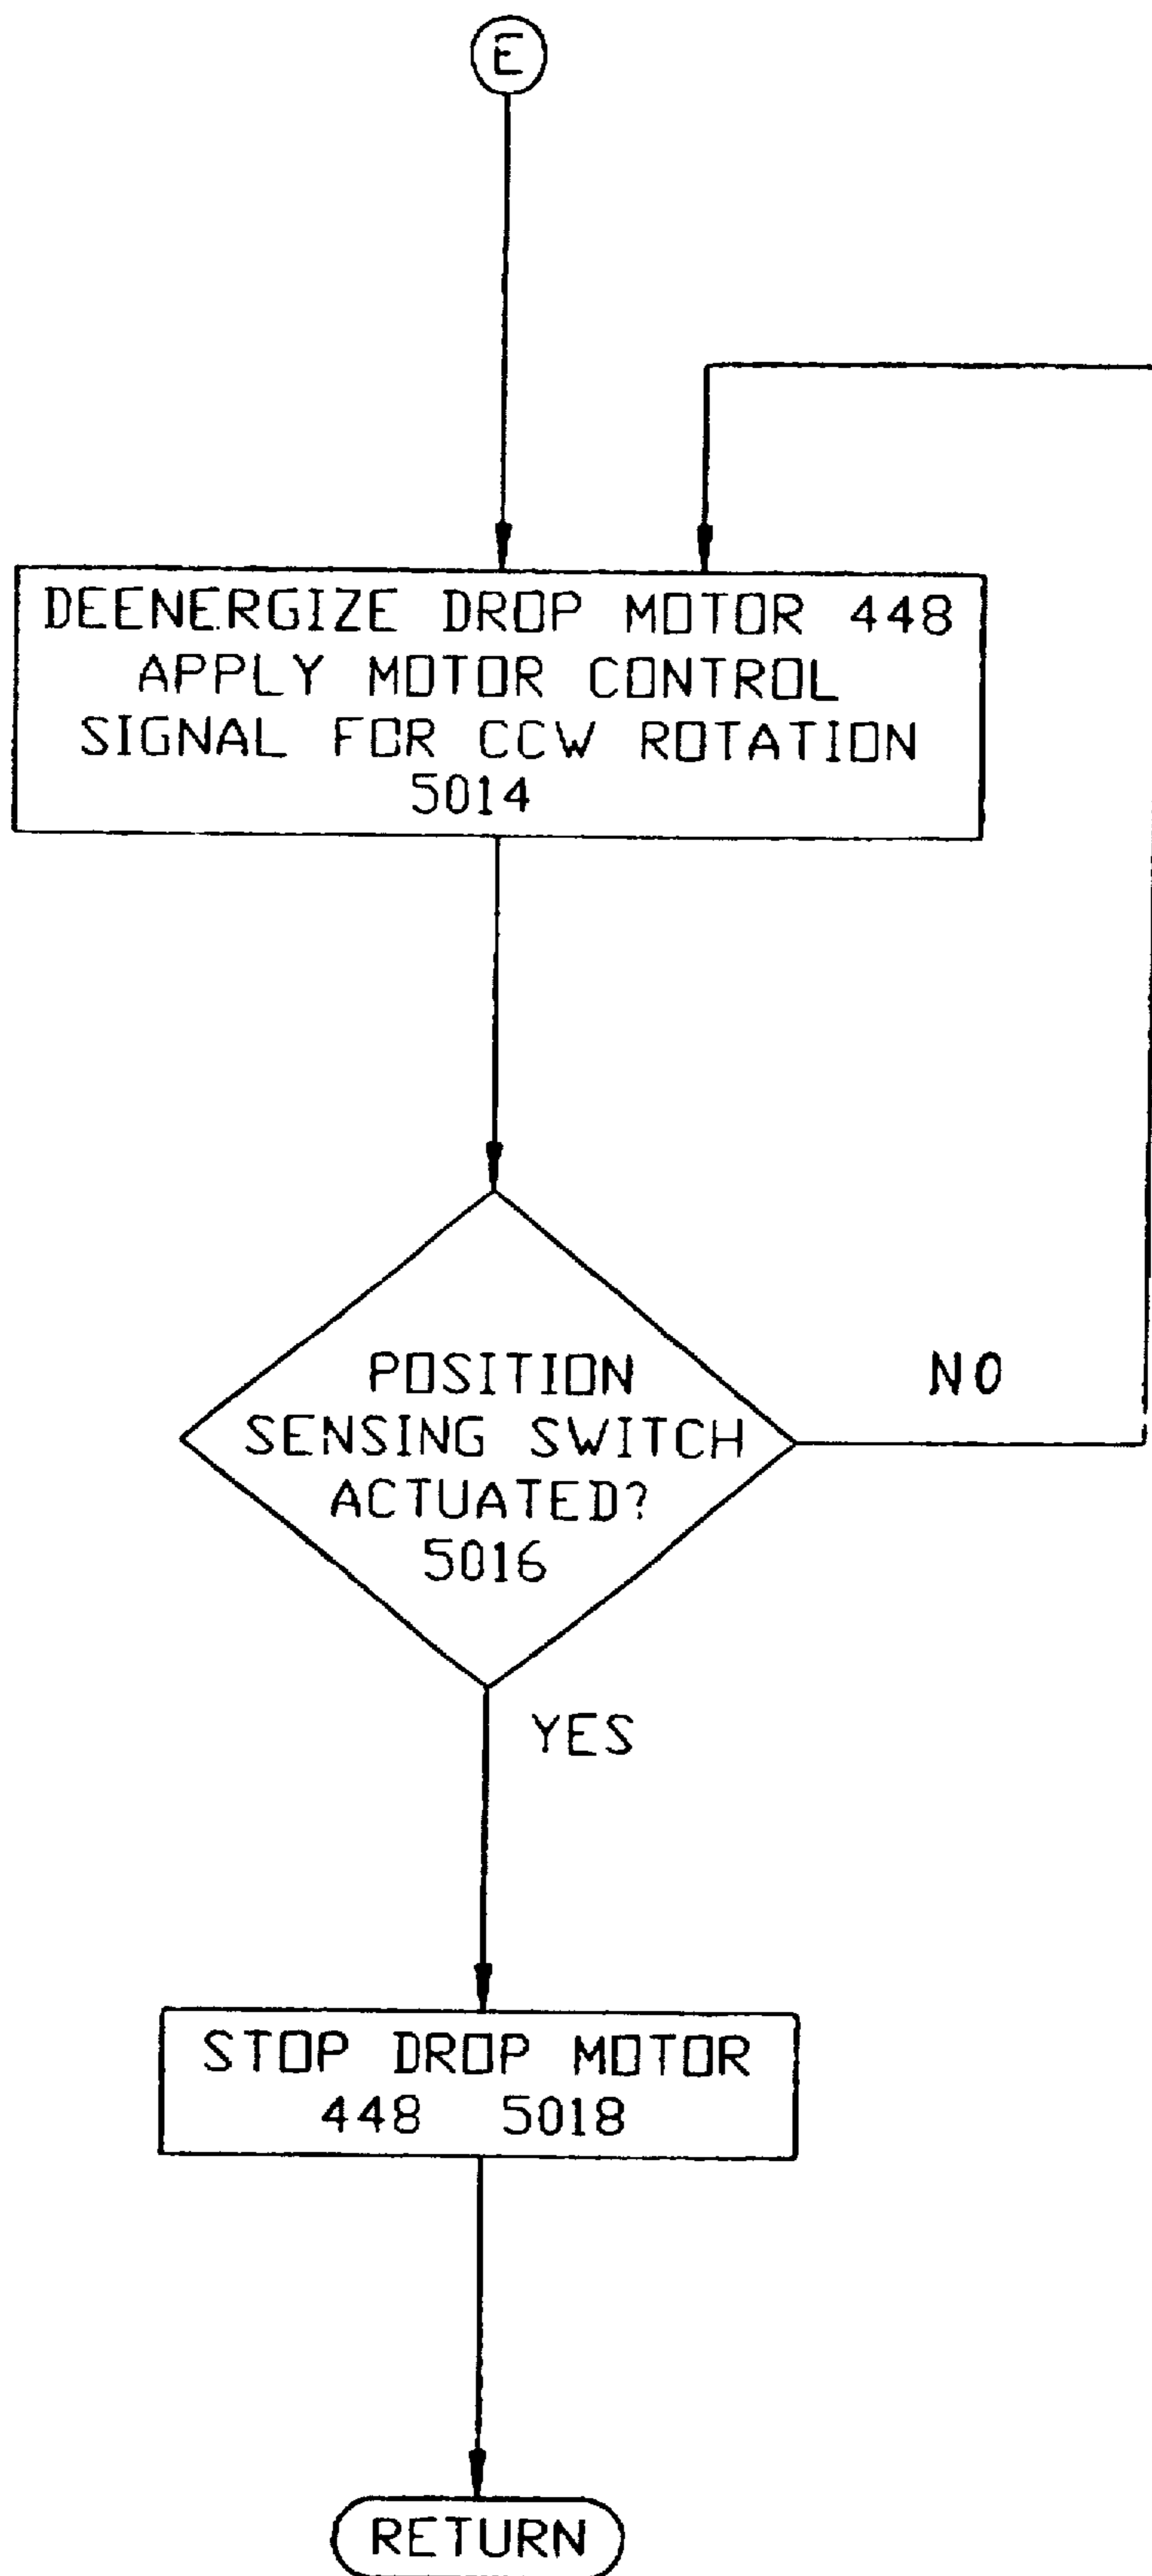 E
DEENERGIZE DROP MOTOR 448
APPLY MOTOR CONTROL
SIGNAL FOR CCW ROTATION
5014
POSITION
SENSING SWITCH
ACTUATED?
5016
NO
YES
STOP DROP MOTOR
448 5018
RETURN